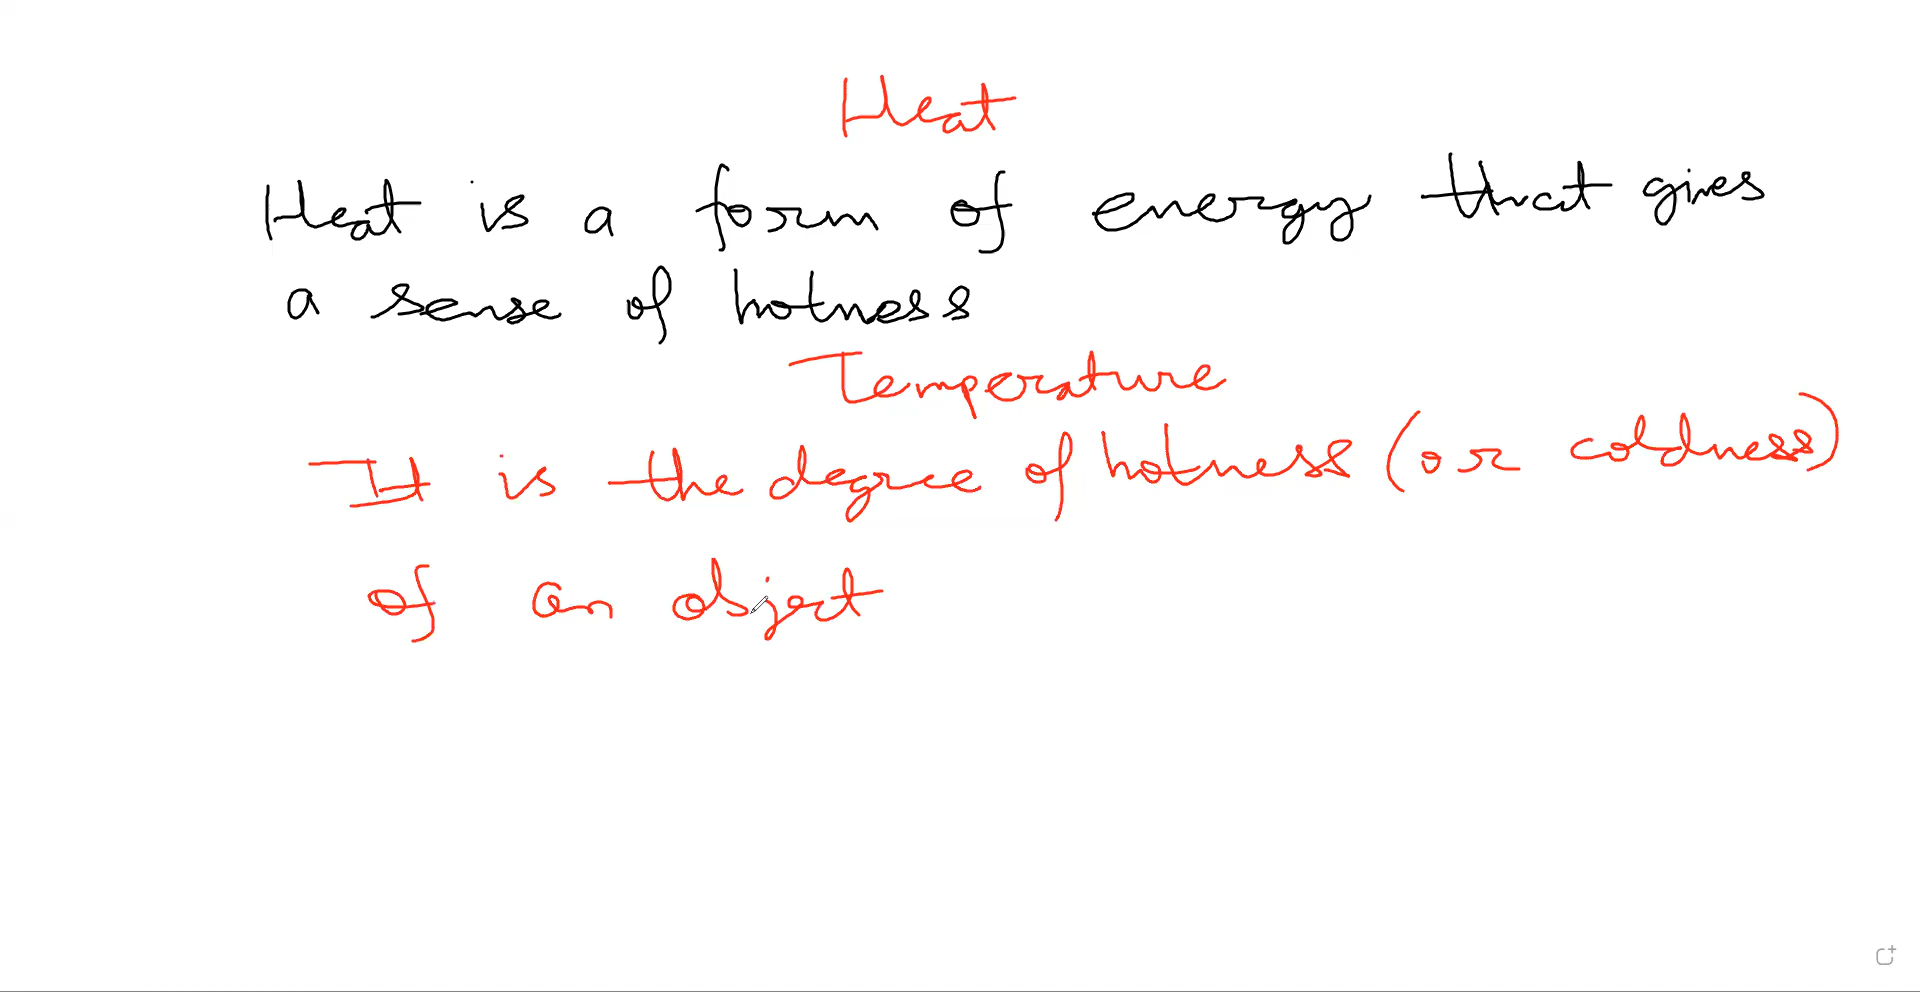 Heat
Heat is a form of energy that gives
a sense of hotness
Temperature
It is the degree of hotness (or coldness)
of an object